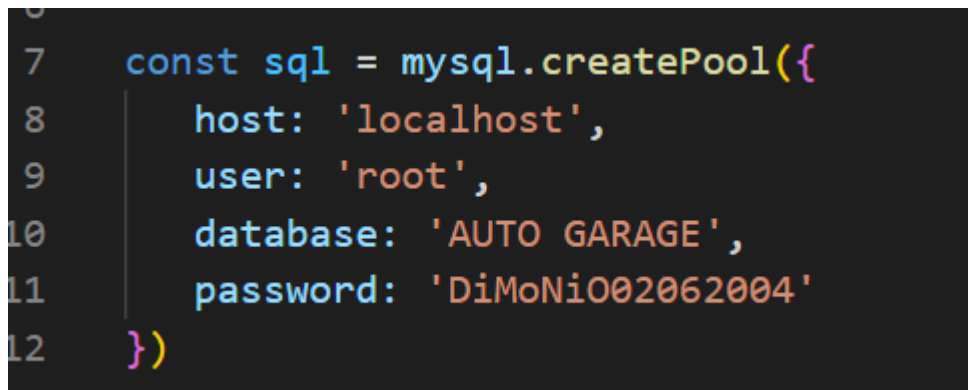 7 const sql = mysql.createPool({
8 host: 'localhost',
9 user: 'root',
10 database: 'AUTO GARAGE',
11 password: 'DiMoNiO02062004'
12 })